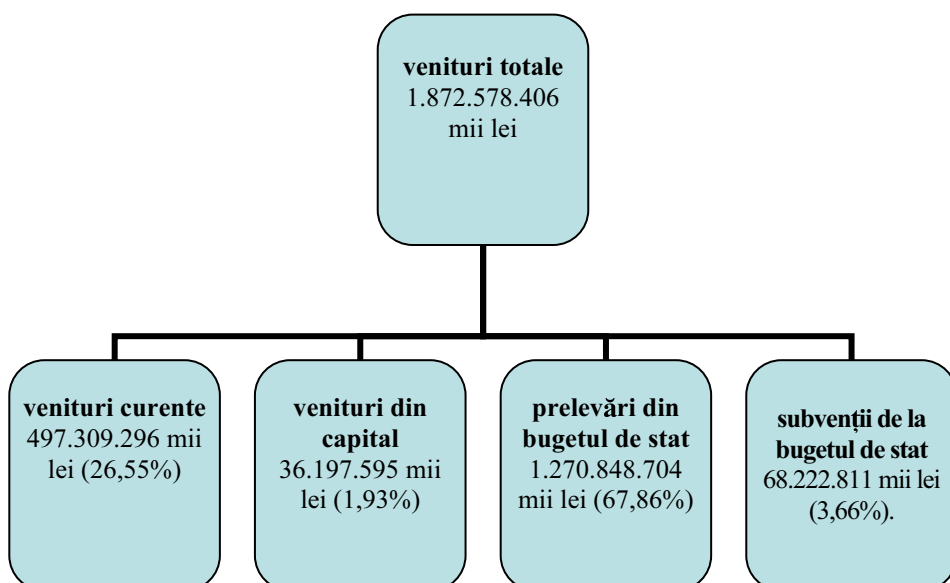 venituri totale
1.872.578.406
mii lei
venituri curente
497.309.296 mii
lei (26,55%)
venituri din
capital
36.197.595 mii
lei (1,93%)
prelevări din
bugetul de stat
1.270.848.704
mii lei (67,86%)
subvenții de la
bugetul de stat
68.222.811 mii lei
(3,66%).